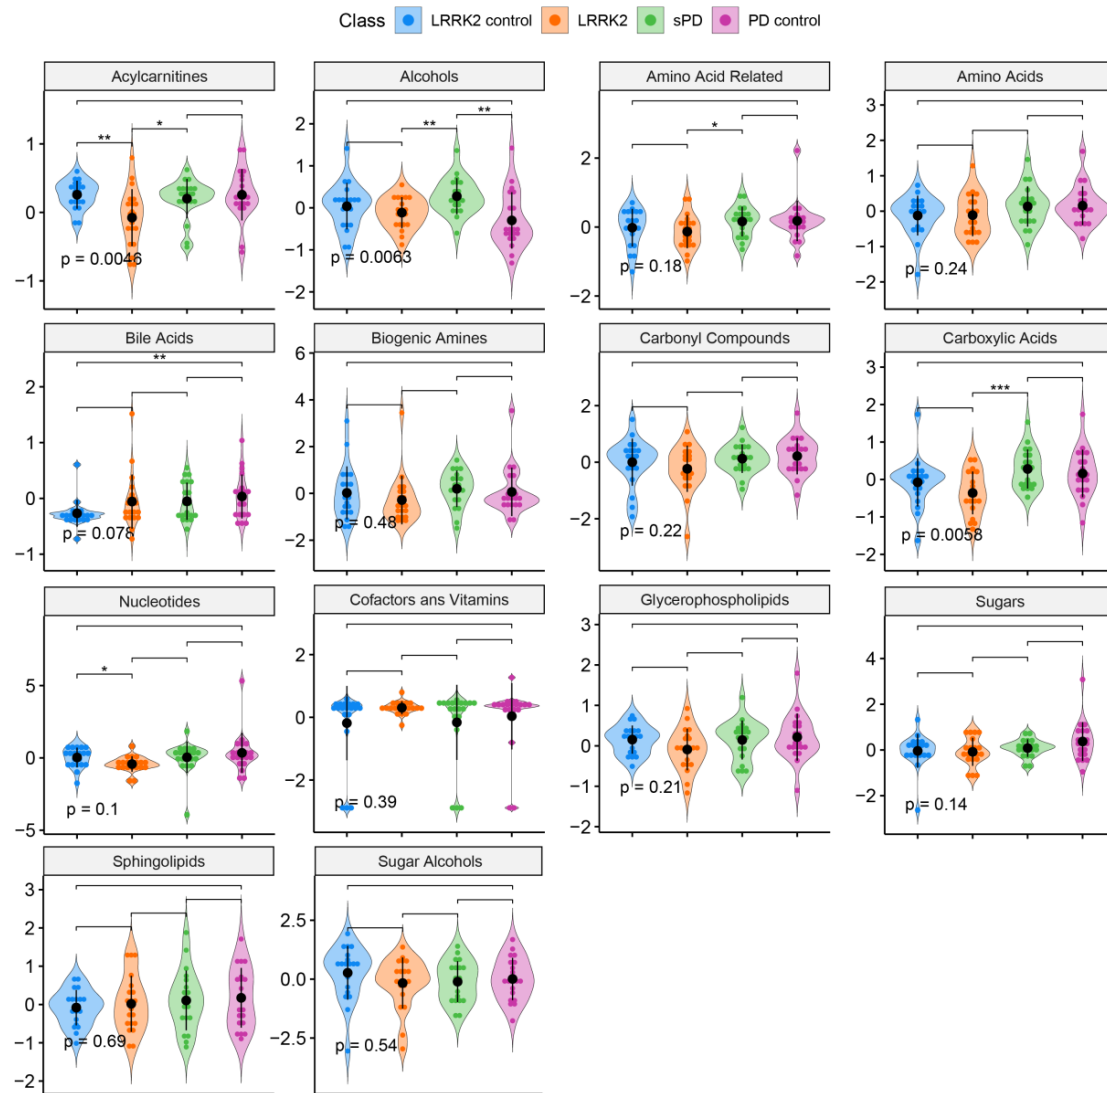 Class LRRK2 control LRRK2 sPD PD control
Acylcarnitines
**
*
1
0
−1
p = 0.0046
Alcohols
**
**
2
1
0
−1
−2
p = 0.0063
Amino Acid Related
*
2
0
−2
p = 0.18
Amino Acids
3
2
1
0
−1
−2
p = 0.24
Bile Acids
**
2
1
0
−1
p = 0.078
Biogenic Amines
6
4
2
0
−2
p = 0.48
Carbonyl Compounds
2
0
−2
p = 0.22
Carboxylic Acids
***
3
2
1
0
−1
−2
p = 0.0058
Nucleotides
*
5
0
−5
p = 0.1
Cofactors ans Vitamins
2
0
−2
p = 0.39
Glycerophospholipids
3
2
1
0
−1
−2
p = 0.21
Sugars
4
2
0
−2
p = 0.14
Sphingolipids
3
2
1
0
−1
−2
p = 0.69
Sugar Alcohols
2.5
0.0
−2.5
p = 0.54